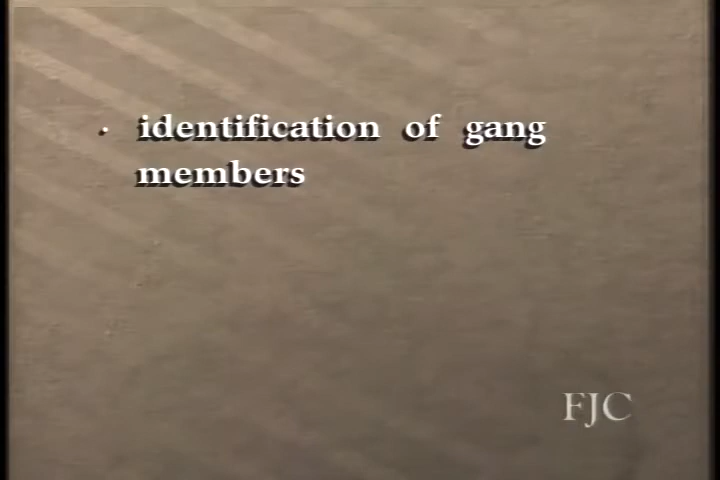 · identification of gang
members
FJC